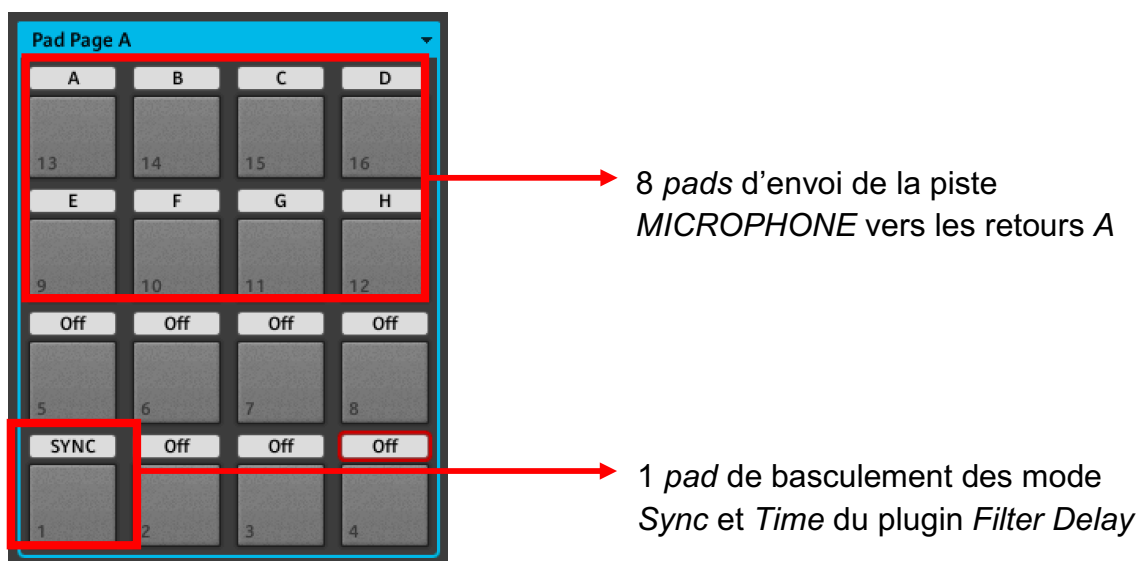 Pad Page A
A B C D
13 14 15 16
E F G H
9 10 11 12
Off Off Off Off
5 6 7 8
SYNC Off Off Off
1 2 3 4
8 pads d’envoi de la piste
MICROPHONE vers les retours A
1 pad de basculement des mode
Sync et Time du plugin Filter Delay